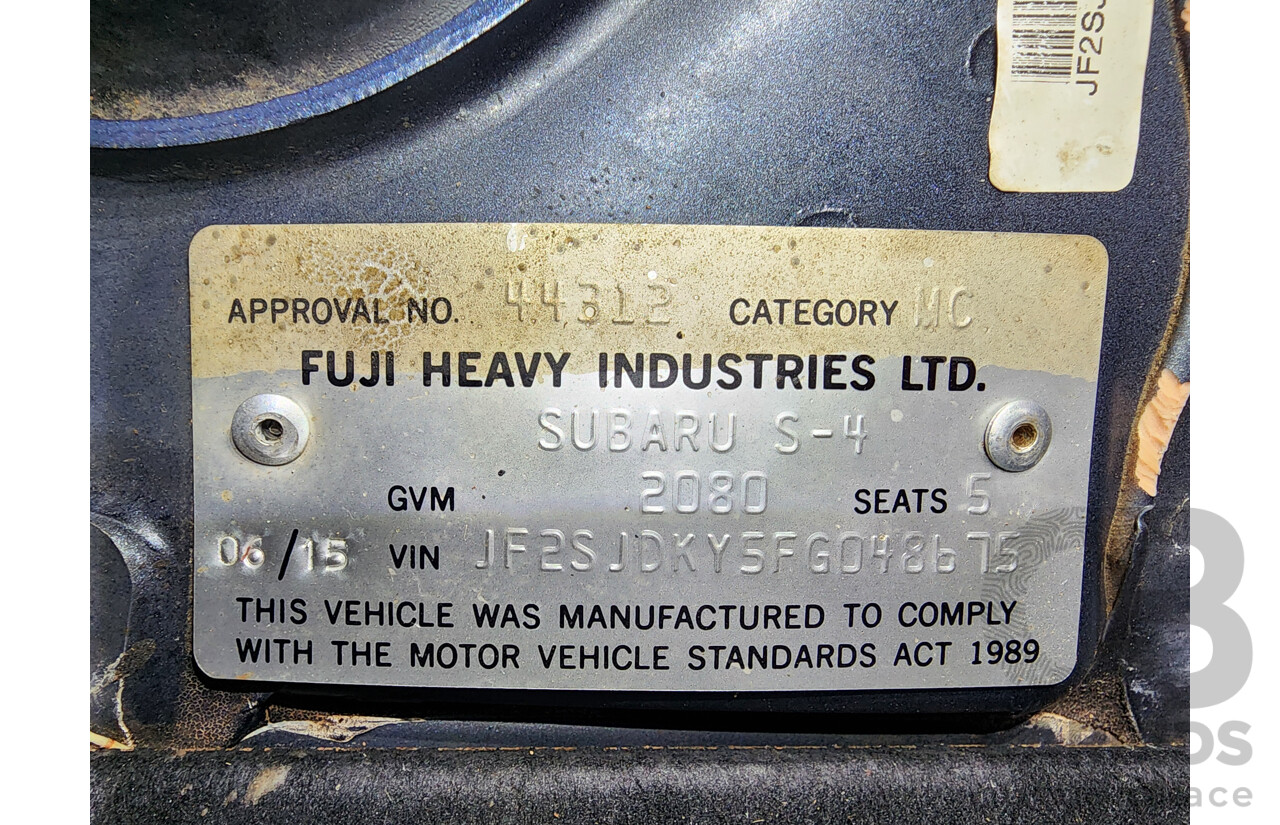 JF2SJ
APPROVAL NO. 44312 CATEGORY MC
FUJI HEAVY INDUSTRIES LTD.
SUBARU S-4
GVM 2080 SEATS 5
06/15 VIN JF2SJDKY5FG048675
THIS VEHICLE WAS MANUFACTURED TO COMPLY
WITH THE MOTOR VEHICLE STANDARDS ACT 1989